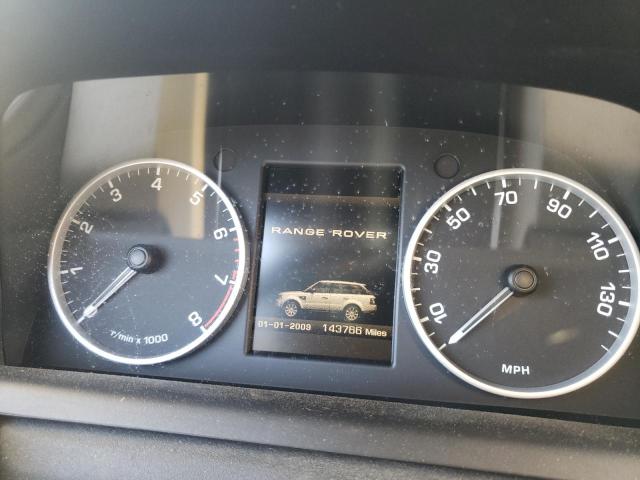 1 2 3 4 5 6 7 8
r/min x 1000
RANGE ROVER
01-01-2009 143766 Miles
10 30 50 70 90 110 130
MPH